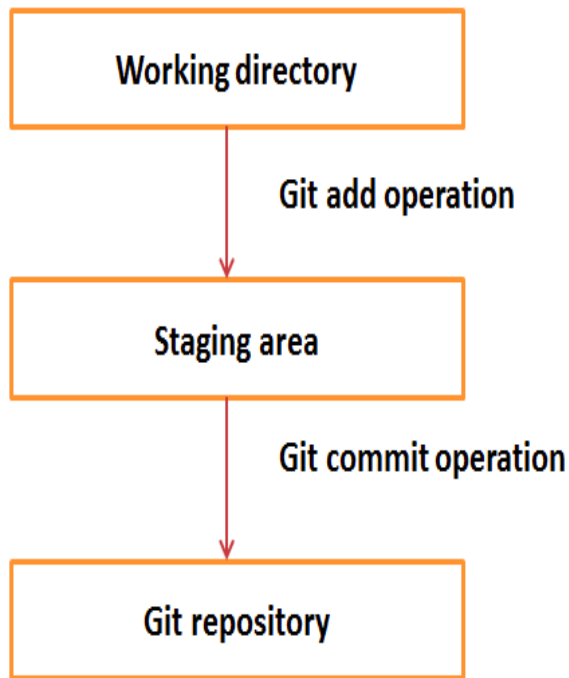 Working directory
Git add operation
Staging area
Git commit operation
Git repository